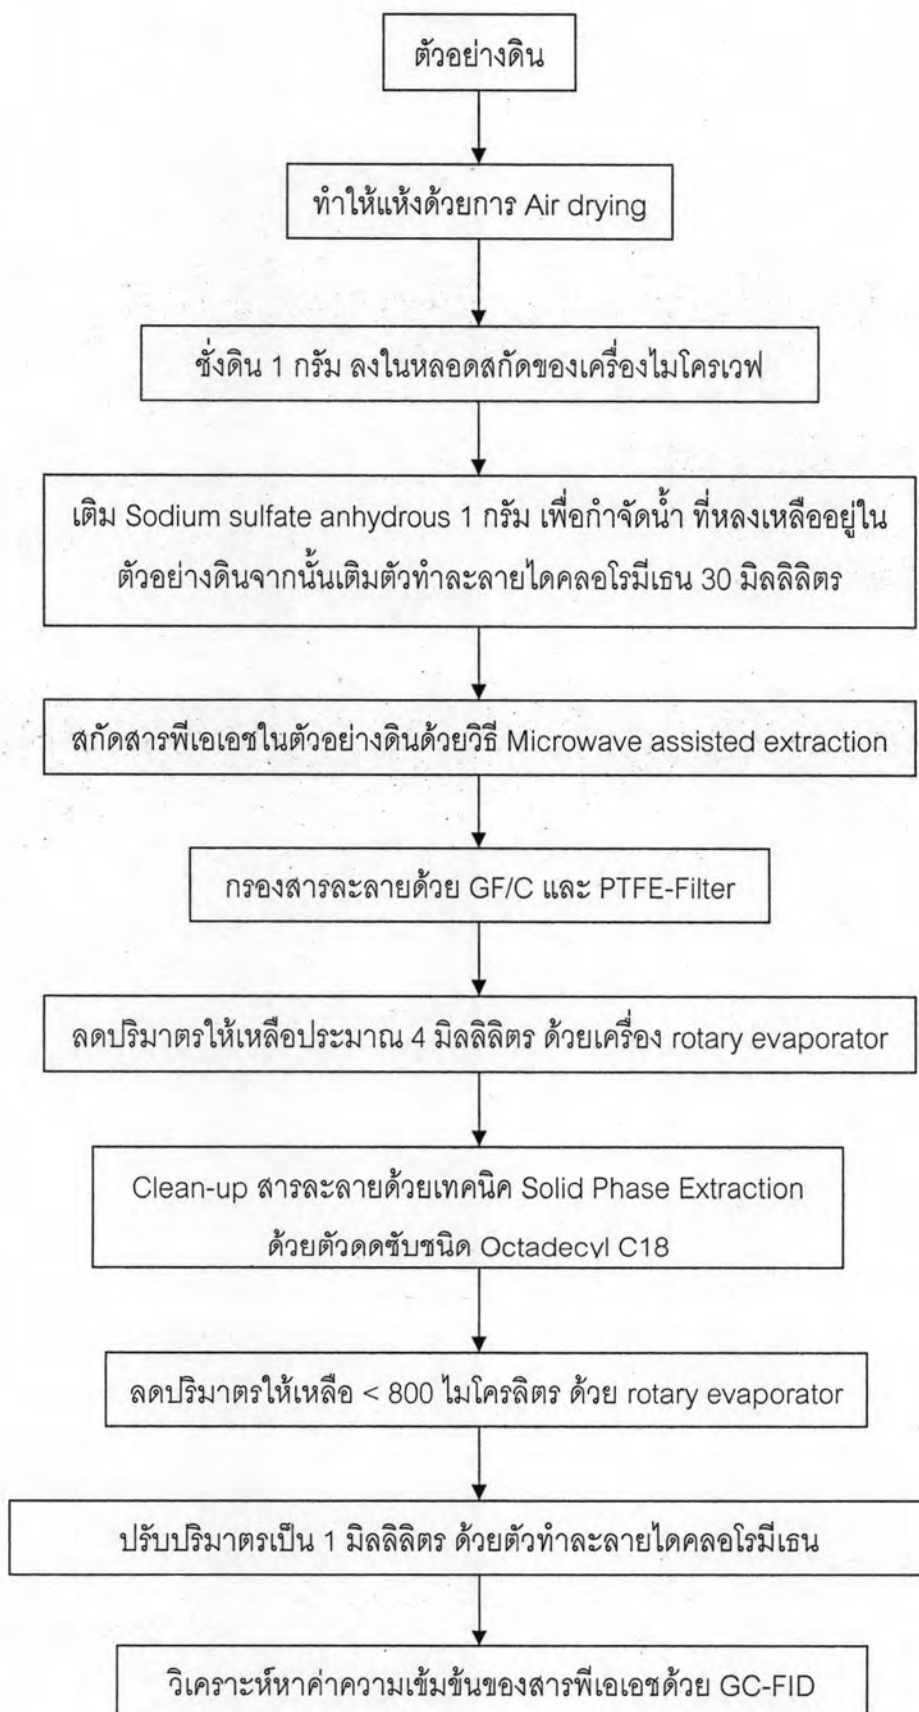 ตัวอย่างดิน
ทำให้แห้งด้วยการ Air drying
ชั่งดิน 1 กรัม ลงในหลอดสกัดของเครื่องไมโครเวฟ
เติม Sodium sulfate anhydrous 1 กรัม เพื่อกำจัดน้ำ ที่หลงเหลืออยู่ใน
ตัวอย่างดินจากนั้นเติมตัวทำละลายไดคลอโรมีเธน 30 มิลลิลิตร
สกัดสารพีเอเอชในตัวอย่างดินด้วยวิธี Microwave assisted extraction
กรองสารละลายด้วย GF/C และ PTFE-Filter
ลดปริมาตรให้เหลือประมาณ 4 มิลลิลิตร ด้วยเครื่อง rotary evaporator
Clean-up สารละลายด้วยเทคนิค Solid Phase Extraction
ด้วยตัวดูดซับชนิด Octadecyl C18
ลดปริมาตรให้เหลือ < 800 ไมโครลิตร ด้วย rotary evaporator
ปรับปริมาตรเป็น 1 มิลลิลิตร ด้วยตัวทำละลายไดคลอโรมีเธน
วิเคราะห์หาค่าความเข้มข้นของสารพีเอเอชด้วย GC-FID